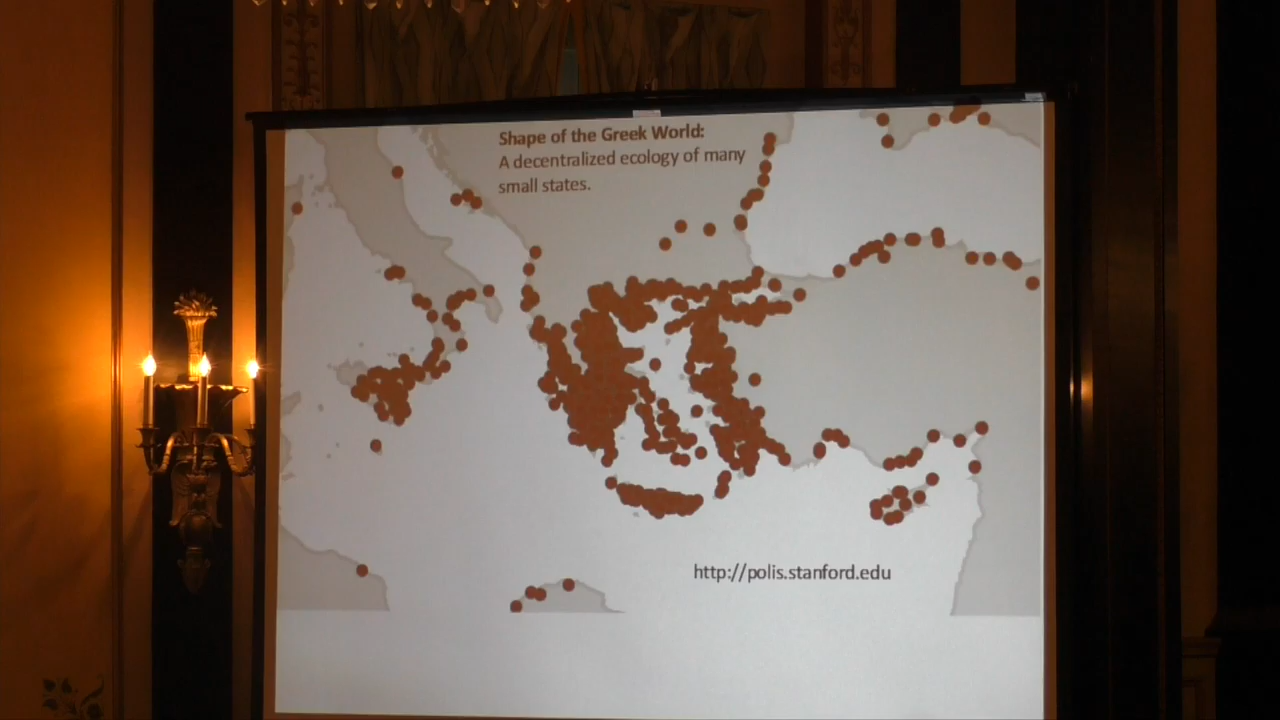 Shape of the Greek World:
A decentralized ecology of many
small states.
http://polis.stanford.edu